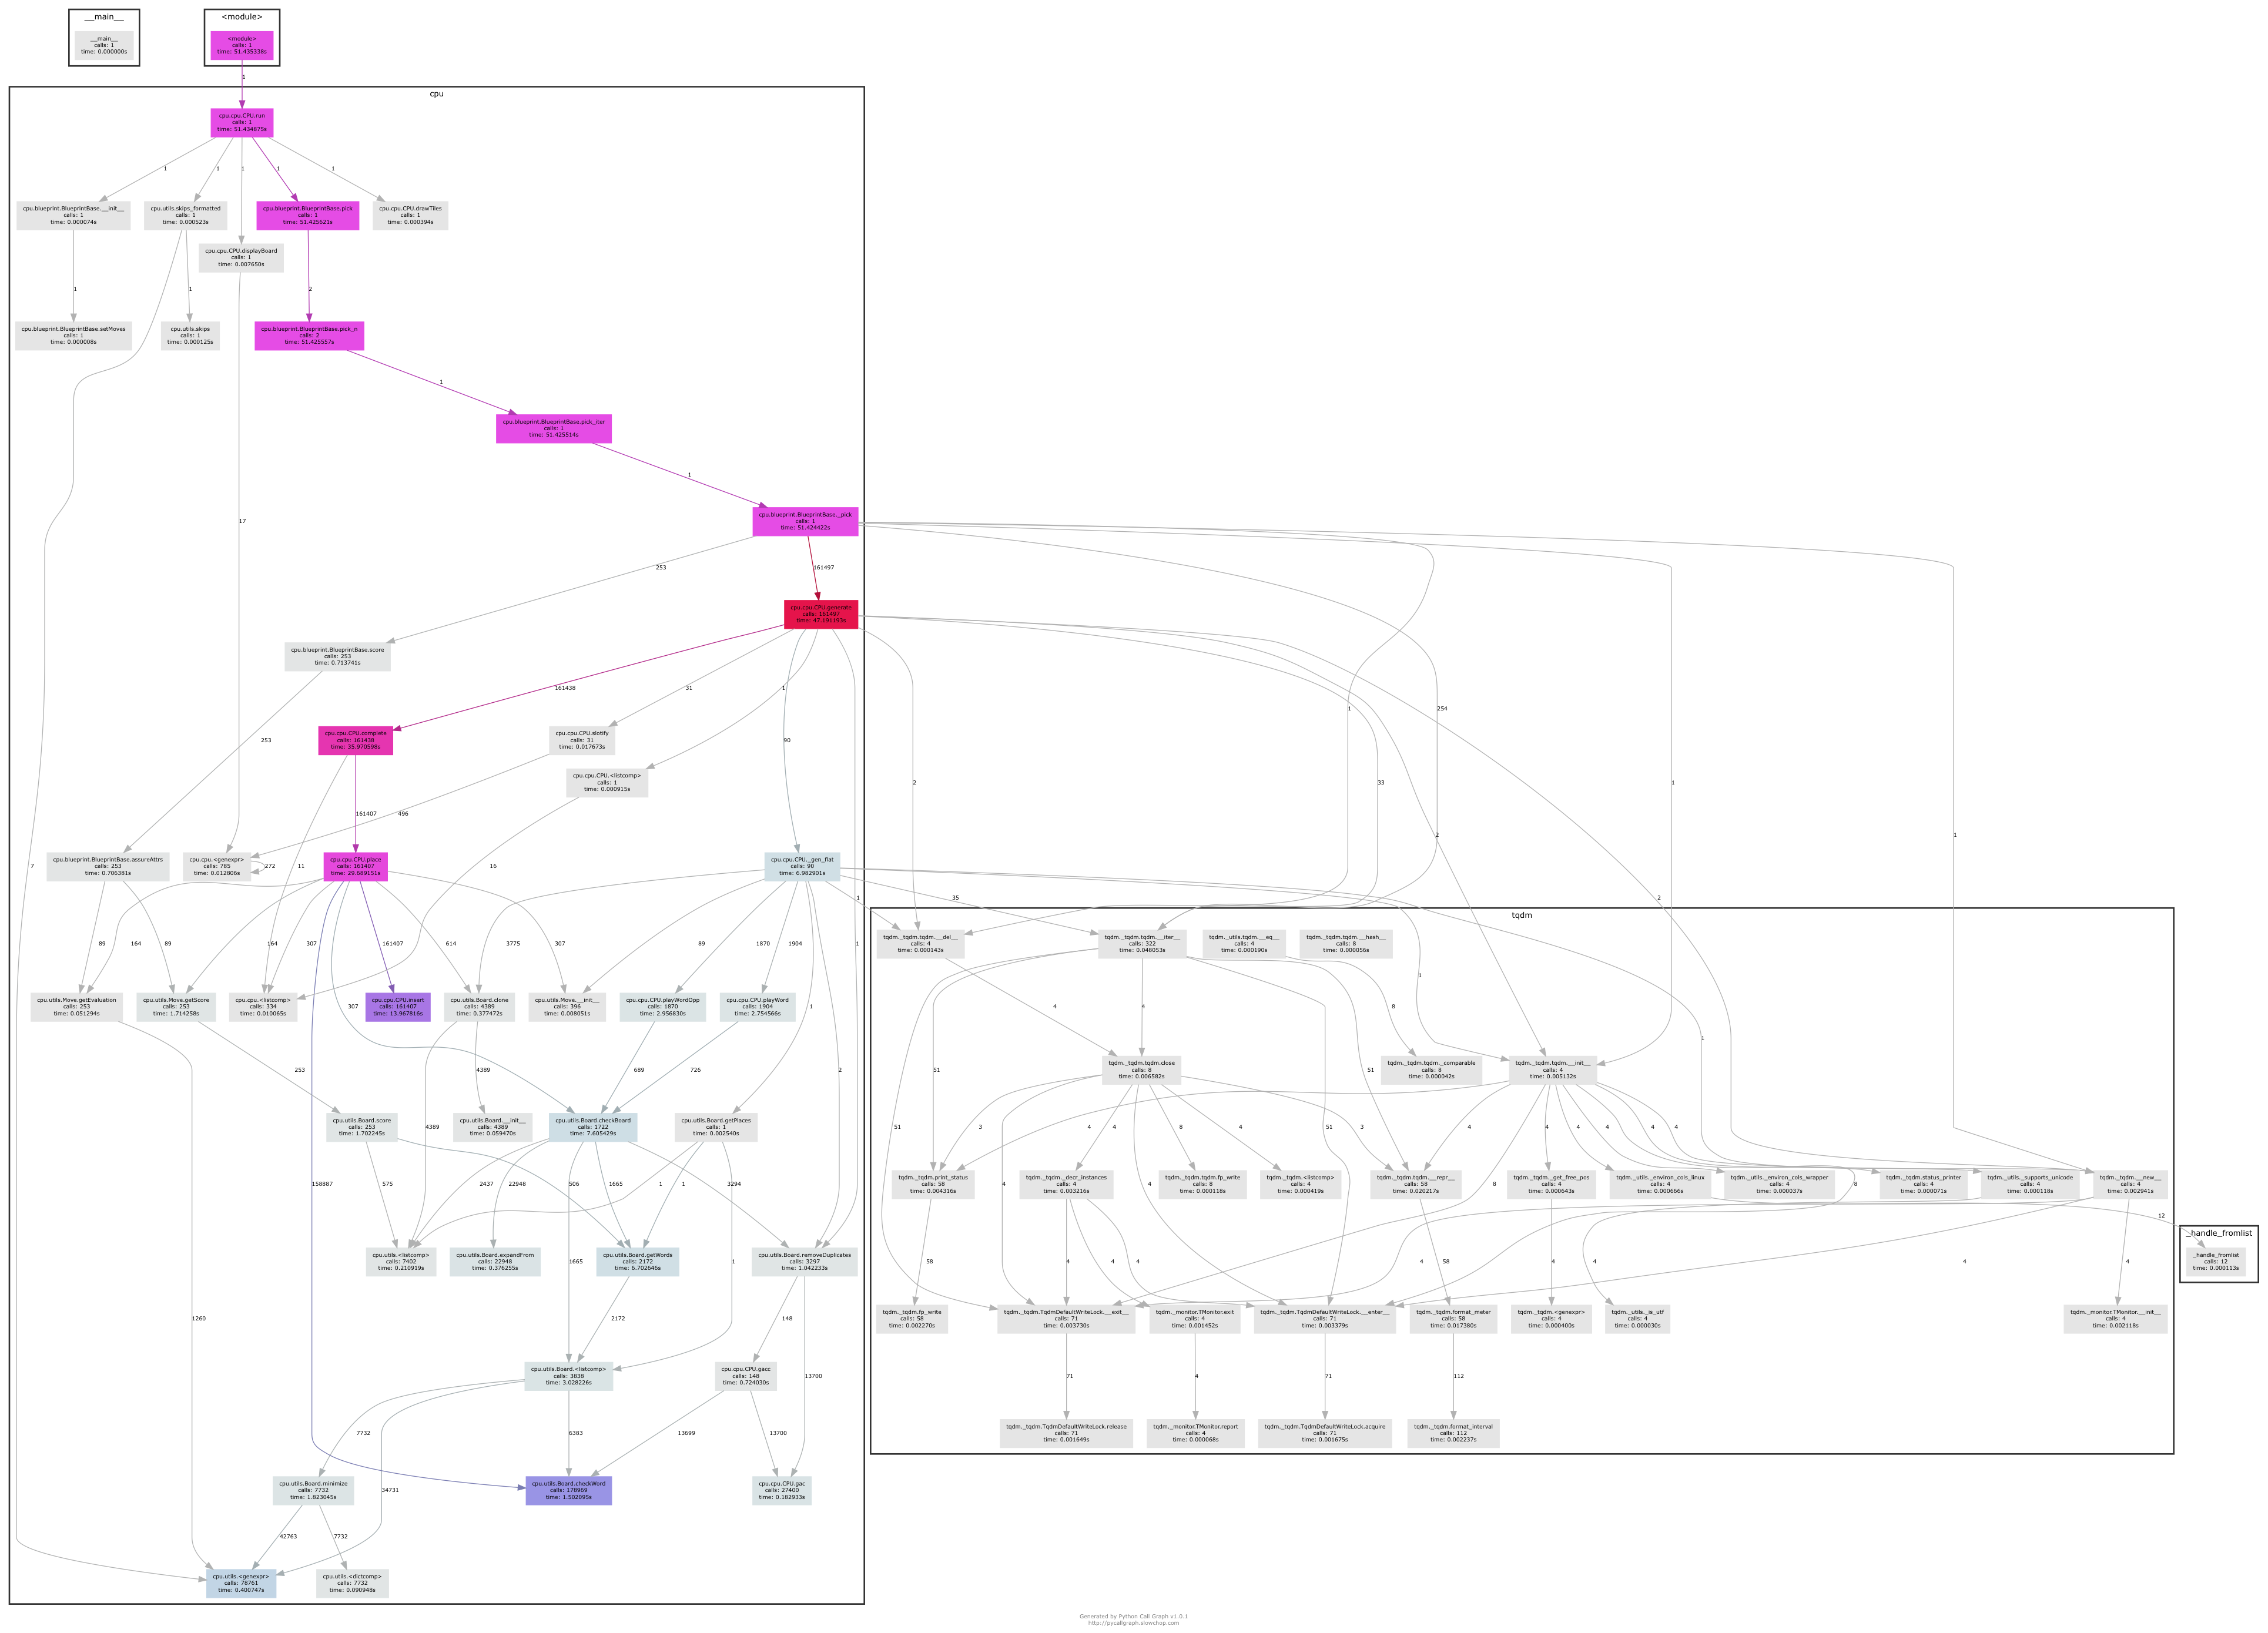 __main__
__main__
calls: 1
time: 0.000000s
<module>
<module>
calls: 1
time: 51.435338s
1
cpu
cpu.cpu.CPU.run
calls: 1
time: 51.434875s
1
1
1
1
1
cpu.blueprint.BlueprintBase.__init__
calls: 1
time: 0.000074s
cpu.utils.skips_formatted
calls: 1
time: 0.000523s
cpu.blueprint.BlueprintBase.pick
calls: 1
time: 51.425621s
cpu.cpu.CPU.drawTiles
calls: 1
time: 0.000394s
cpu.cpu.CPU.displayBoard
calls: 1
time: 0.007650s
1
1
2
cpu.blueprint.BlueprintBase.setMoves
calls: 1
time: 0.000008s
cpu.utils.skips
calls: 1
time: 0.000125s
cpu.blueprint.BlueprintBase.pick_n
calls: 2
time: 51.425557s
1
cpu.blueprint.BlueprintBase.pick_iter
calls: 1
time: 51.425514s
1
17
cpu.blueprint.BlueprintBase._pick
calls: 1
time: 51.424422s
253
161497
cpu.cpu.CPU.generate
calls: 161497
time: 47.191193s
cpu.blueprint.BlueprintBase.score
calls: 253
time: 0.713741s
161438
31
1
1
254
1
253
90
2
33
1
2
2
1
cpu.cpu.CPU.complete
calls: 161438
time: 35.970598s
cpu.cpu.CPU.slotify
calls: 31
time: 0.017673s
cpu.cpu.CPU.<listcomp>
calls: 1
time: 0.000915s
161407
496
7
11
272
16
cpu.blueprint.BlueprintBase.assureAttrs
calls: 253
time: 0.706381s
cpu.cpu.<genexpr>
calls: 785
time: 0.012806s
cpu.cpu.CPU.place
calls: 161407
time: 29.689151s
cpu.cpu.CPU._gen_flat
calls: 90
time: 6.982901s
1
35
tqdm
89
164
89
307
164
161407
614
3775
307
89
1870
1904
1
1
1
cpu.utils.Move.getEvaluation
calls: 253
time: 0.051294s
cpu.utils.Move.getScore
calls: 253
time: 1.714258s
cpu.cpu.<listcomp>
calls: 334
time: 0.010065s
cpu.cpu.CPU.insert
calls: 161407
time: 13.967816s
cpu.utils.Board.clone
calls: 4389
time: 0.377472s
cpu.utils.Move.__init__
calls: 396
time: 0.008051s
cpu.cpu.CPU.playWordOpp
calls: 1870
time: 2.956830s
cpu.cpu.CPU.playWord
calls: 1904
time: 2.754566s
tqdm._tqdm.tqdm.__del__
calls: 4
time: 0.000143s
tqdm._tqdm.tqdm.__iter__
calls: 322
time: 0.048053s
tqdm._utils.tqdm.__eq__
calls: 4
time: 0.000190s
tqdm._tqdm.tqdm.__hash__
calls: 8
time: 0.000056s
307
253
4389
689
726
2
4
4
8
51
51
51
51
tqdm._tqdm.tqdm.close
calls: 8
time: 0.006582s
tqdm._tqdm.tqdm._comparable
calls: 8
time: 0.000042s
tqdm._tqdm.tqdm.__init__
calls: 4
time: 0.005132s
cpu.utils.Board.score
calls: 253
time: 1.702245s
4389
cpu.utils.Board.__init__
calls: 4389
time: 0.059470s
cpu.utils.Board.checkBoard
calls: 1722
time: 7.605429s
cpu.utils.Board.getPlaces
calls: 1
time: 0.002540s
3
4
4
8
4
3
4
4
4
4
4
4
575
506
2437
22948
1665
1665
3294
1
1
1
4
4
8
8
tqdm._tqdm.print_status
calls: 58
time: 0.004316s
tqdm._tqdm._decr_instances
calls: 4
time: 0.003216s
tqdm._tqdm.tqdm.fp_write
calls: 8
time: 0.000118s
tqdm._tqdm.<listcomp>
calls: 4
time: 0.000419s
tqdm._tqdm.tqdm.__repr__
calls: 58
time: 0.020217s
tqdm._tqdm._get_free_pos
calls: 4
time: 0.000643s
tqdm._utils._environ_cols_linux
calls: 4
time: 0.000666s
tqdm._utils._environ_cols_wrapper
calls: 4
time: 0.000037s
tqdm._tqdm.status_printer
calls: 4
time: 0.000071s
tqdm._utils._supports_unicode
calls: 4
time: 0.000118s
tqdm._tqdm.__new__
calls: 4
time: 0.002941s
12
_handle_fromlist
_handle_fromlist
calls: 12
time: 0.000113s
cpu.utils.<listcomp>
calls: 7402
time: 0.210919s
cpu.utils.Board.expandFrom
calls: 22948
time: 0.376255s
cpu.utils.Board.getWords
calls: 2172
time: 6.702646s
cpu.utils.Board.removeDuplicates
calls: 3297
time: 1.042233s
58
4
4
4
58
4
4
4
4
4
tqdm._tqdm.fp_write
calls: 58
time: 0.002270s
tqdm._tqdm.TqdmDefaultWriteLock.__exit__
calls: 71
time: 0.003730s
tqdm._monitor.TMonitor.exit
calls: 4
time: 0.001452s
tqdm._tqdm.TqdmDefaultWriteLock.__enter__
calls: 71
time: 0.003379s
tqdm._tqdm.format_meter
calls: 58
time: 0.017380s
tqdm._tqdm.<genexpr>
calls: 4
time: 0.000400s
tqdm._utils._is_utf
calls: 4
time: 0.000030s
tqdm._monitor.TMonitor.__init__
calls: 4
time: 0.002118s
1260
2172
148
13700
cpu.utils.Board.<listcomp>
calls: 3838
time: 3.028226s
cpu.cpu.CPU.gacc
calls: 148
time: 0.724030s
71
4
71
112
158887
7732
6383
13699
13700
tqdm._tqdm.TqdmDefaultWriteLock.release
calls: 71
time: 0.001649s
tqdm._monitor.TMonitor.report
calls: 4
time: 0.000068s
tqdm._tqdm.TqdmDefaultWriteLock.acquire
calls: 71
time: 0.001675s
tqdm._tqdm.format_interval
calls: 112
time: 0.002237s
34731
cpu.utils.Board.minimize
calls: 7732
time: 1.823045s
cpu.utils.Board.checkWord
calls: 178969
time: 1.502095s
cpu.cpu.CPU.gac
calls: 27400
time: 0.182933s
42763
7732
cpu.utils.<genexpr>
calls: 78761
time: 0.400747s
cpu.utils.<dictcomp>
calls: 7732
time: 0.090948s
Generated by Python Call Graph v1.0.1
http://pycallgraph.slowchop.com